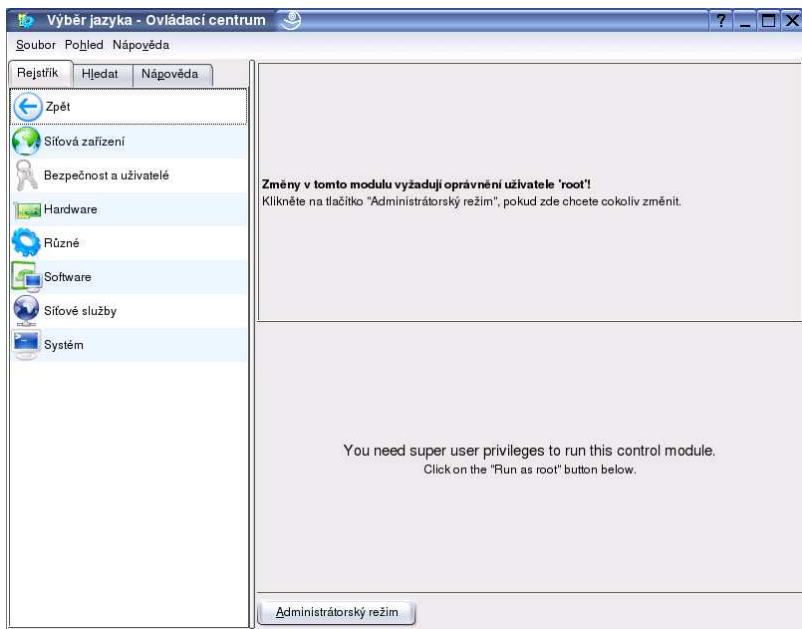 Výběr jazyka - Ovládací centrum
Soubor Pohled Nápověda
Rejstřík Hledat Nápověda
Zpět
Síťová zařízení
Bezpečnost a uživatelé
Hardware
Různé
Software
Síťové služby
Systém
Změny v tomto modulu vyžadují oprávnění uživatele 'root'!
Klikněte na tlačítko "Administrátorský režim", pokud zde chcete cokoliv změnit.
You need super user privileges to run this control module.
Click on the "Run as root" button below.
Administrátorský režim